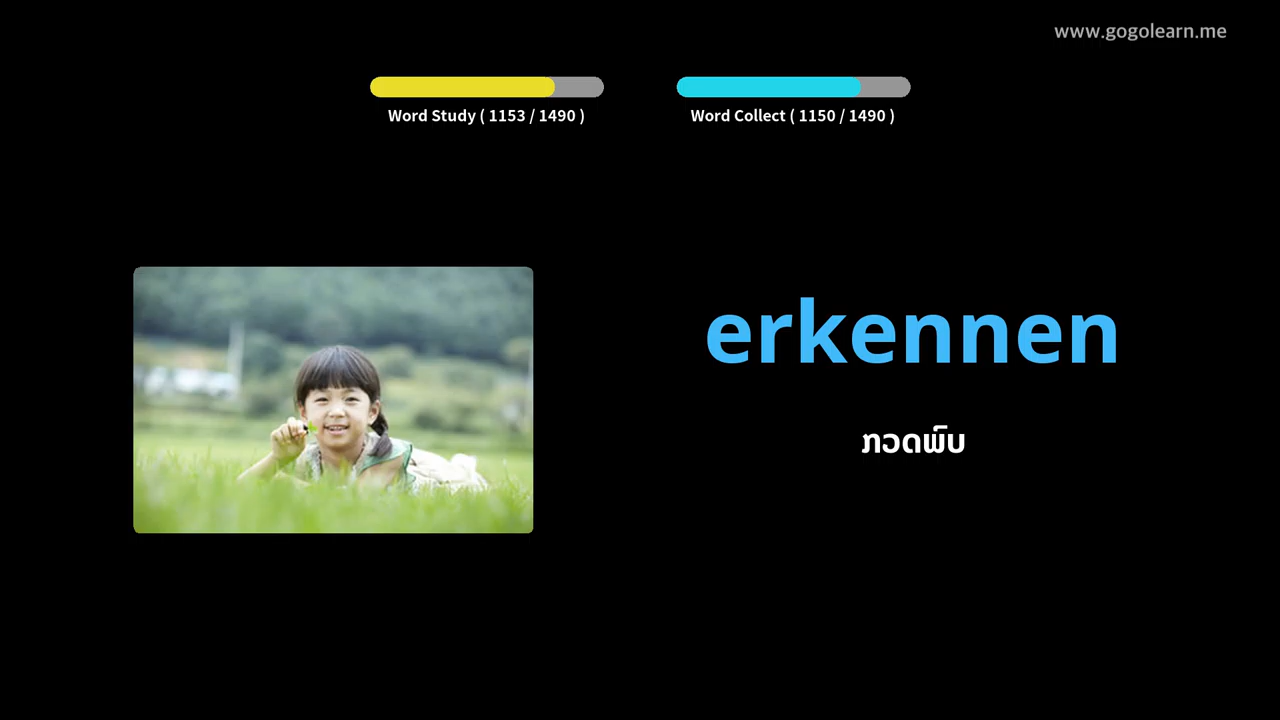 www.gogolearn.me
Word Study ( 1153 / 1490 )
Word Collect ( 1150 / 1490 )
erkennen
ກວດພົບ